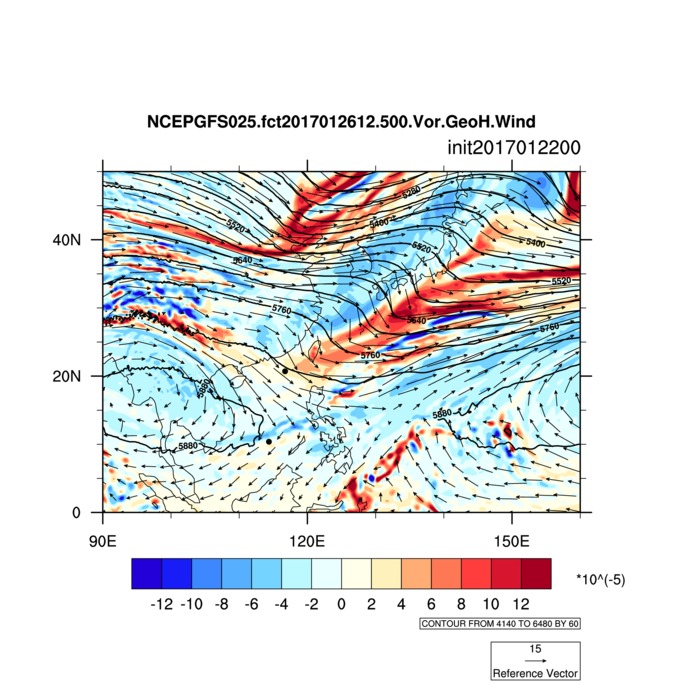 NCEPGFS025.fct2017012612.500.Vor.GeoH.Wind
init2017012200
5280
5400
5520
5520
5400
40N
5640
5520
5760
5640
5760
5760
20N
5880
5880
5880
0
90E 120E 150E
-12 -10 -8 -6 -4 -2 0 2 4 6 8 10 12 *10^(-5)
CONTOUR FROM 4140 TO 6480 BY 60
15
Reference Vector